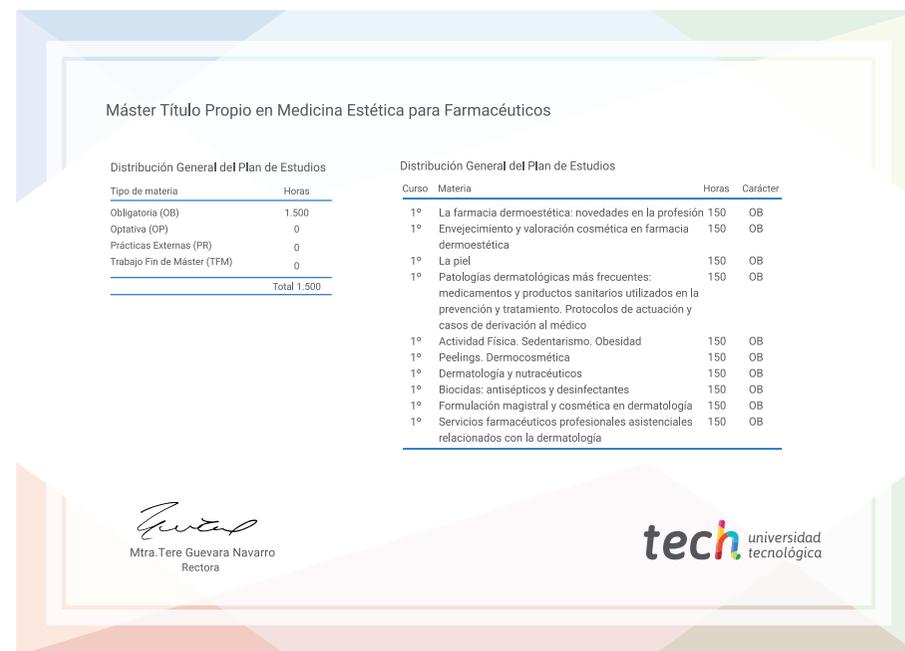 Máster Título Propio en Medicina Estética para Farmacéuticos
Distribución General del Plan de Estudios
Tipo de materia Horas
Obligatoria (OB) 1.500
Optativa (OP) 0
Prácticas Externas (PR) 0
Trabajo Fin de Máster (TFM) 0
Total 1.500
Distribución General del Plan de Estudios
Curso Materia Horas Carácter
1º La farmacia dermoestética: novedades en la profesión 150 OB
1º Envejecimiento y valoración cosmética en farmacia 150 OB
dermoestética
1º La piel 150 OB
1º Patologías dermatológicas más frecuentes: 150 OB
medicamentos y productos sanitarios utilizados en la
prevención y tratamiento. Protocolos de actuación y
casos de derivación al médico
1º Actividad Física. Sedentarismo. Obesidad 150 OB
1º Peelings. Dermocosmética 150 OB
1º Dermatología y nutracéuticos 150 OB
1º Biocidas: antisépticos y desinfectantes 150 OB
1º Formulación magistral y cosmética en dermatología 150 OB
1º Servicios farmacéuticos profesionales asistenciales 150 OB
relacionados con la dermatología
Mtra.Tere Guevara Navarro
Rectora
tech universidad
tecnológica